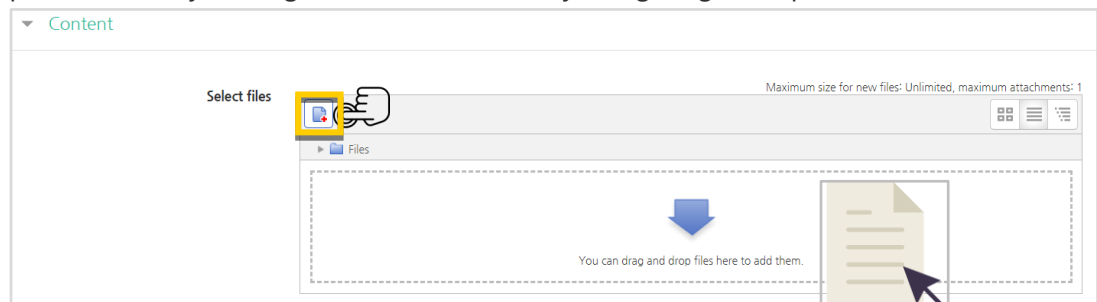 Content
Select files
Maximum size for new files: Unlimited, maximum attachments: 1
Files
You can drag and drop files here to add them.